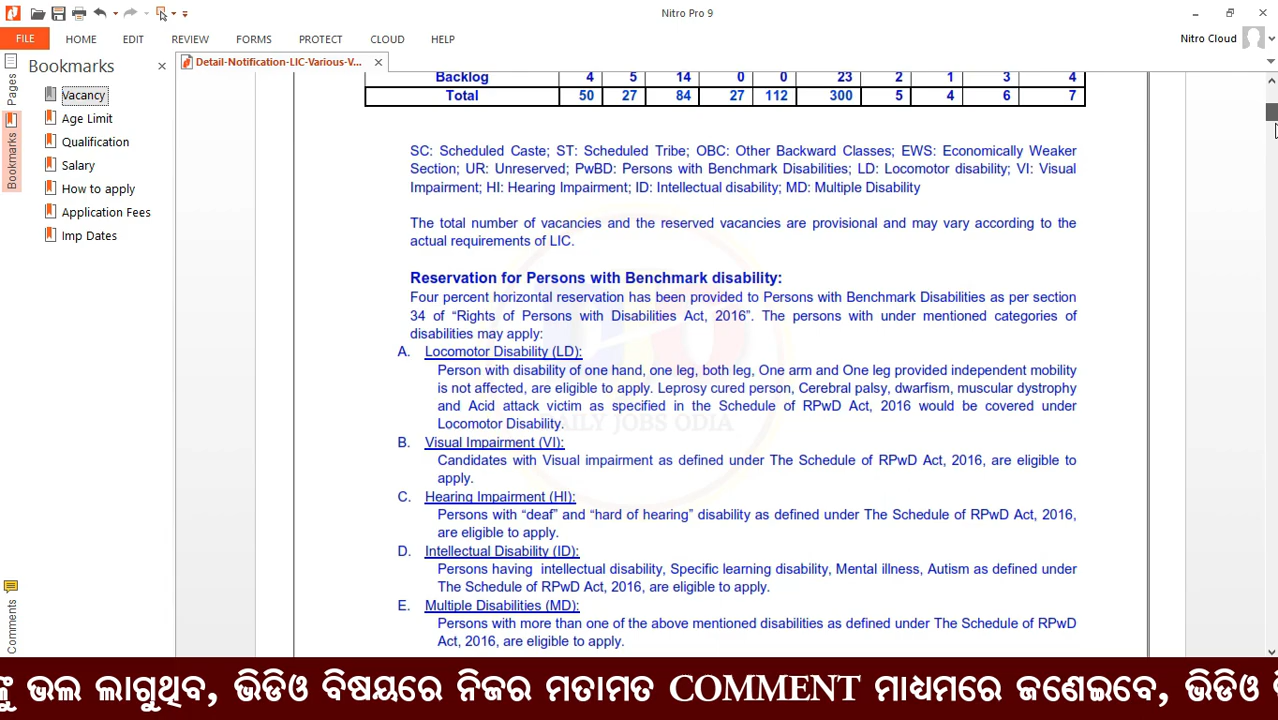 Nitro Pro 9
FILE HOME EDIT REVIEW FORMS PROTECT CLOUD HELP Nitro Cloud
Detail-Notification-LIC-Various-V...
Pages
Bookmarks
Comments
Bookmarks
Vacancy
Age Limit
Qualification
Salary
How to apply
Application Fees
Imp Dates
Backlog 4 5 14 0 0 23 2 1 3 4
Total 50 27 84 27 112 300 5 4 6 7
SC: Scheduled Caste; ST: Scheduled Tribe; OBC: Other Backward Classes; EWS: Economically Weaker
Section; UR: Unreserved; PwBD: Persons with Benchmark Disabilities; LD: Locomotor disability; VI: Visual
Impairment; HI: Hearing Impairment; ID: Intellectual disability; MD: Multiple Disability
The total number of vacancies and the reserved vacancies are provisional and may vary according to the
actual requirements of LIC.
Reservation for Persons with Benchmark disability:
Four percent horizontal reservation has been provided to Persons with Benchmark Disabilities as per section
34 of “Rights of Persons with Disabilities Act, 2016”. The persons with under mentioned categories of
disabilities may apply:
A. Locomotor Disability (LD):
Person with disability of one hand, one leg, both leg, One arm and One leg provided independent mobility
is not affected, are eligible to apply. Leprosy cured person, Cerebral palsy, dwarfism, muscular dystrophy
and Acid attack victim as specified in the Schedule of RPwD Act, 2016 would be covered under
Locomotor Disability.
B. Visual Impairment (VI):
Candidates with Visual impairment as defined under The Schedule of RPwD Act, 2016, are eligible to
apply.
C. Hearing Impairment (HI):
Persons with “deaf” and “hard of hearing” disability as defined under The Schedule of RPwD Act, 2016,
are eligible to apply.
D. Intellectual Disability (ID):
Persons having intellectual disability, Specific learning disability, Mental illness, Autism as defined under
The Schedule of RPwD Act, 2016, are eligible to apply.
E. Multiple Disabilities (MD):
Persons with more than one of the above mentioned disabilities as defined under The Schedule of RPwD
Act, 2016, are eligible to apply.
DAILY JOBS ODIA
ଭଲ ଲାଗୁଥିବ, ଭିଡିଓ ବିଷୟରେ ନିଜର ମତାମତ COMMENT ମାଧ୍ୟମରେ ଜଣେଇବେ, ଭିଡିଓ